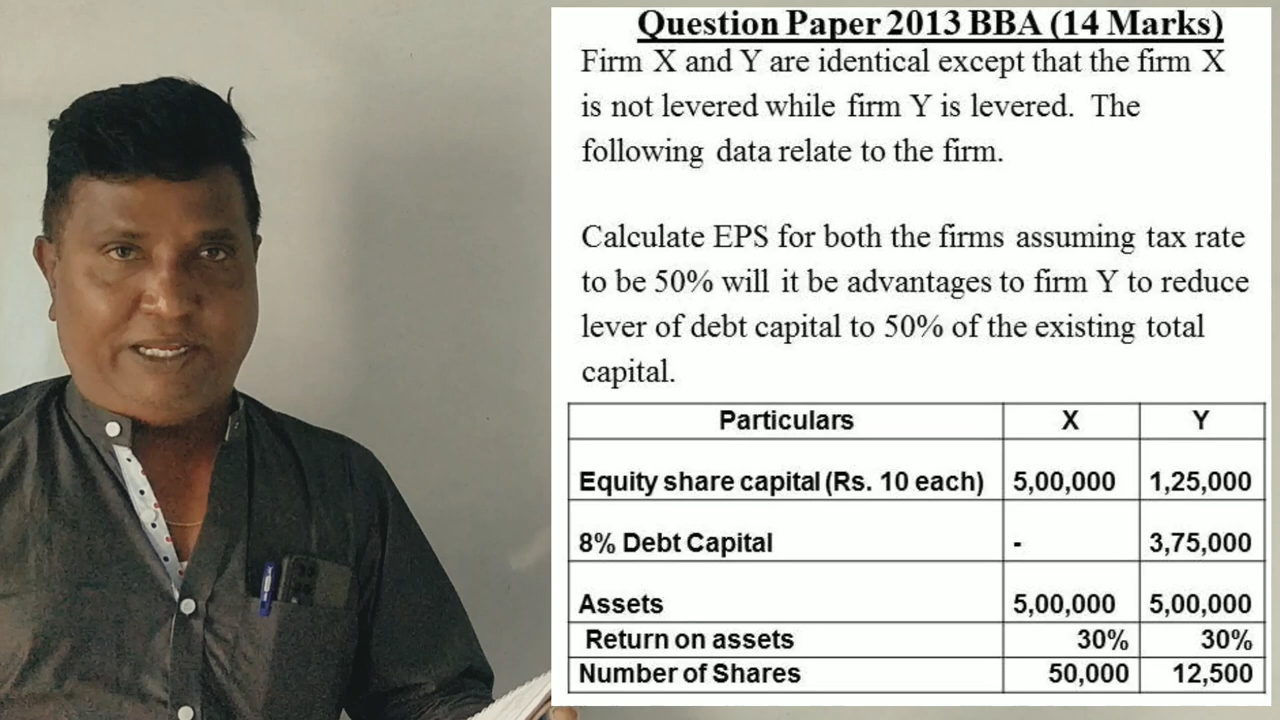 Question Paper 2013 BBA (14 Marks)
Firm X and Y are identical except that the firm X
is not levered while firm Y is levered. The
following data relate to the firm.
Calculate EPS for both the firms assuming tax rate
to be 50% will it be advantages to firm Y to reduce
lever of debt capital to 50% of the existing total
capital.
Particulars X Y
Equity share capital (Rs. 10 each) 5,00,000 1,25,000
8% Debt Capital - 3,75,000
Assets 5,00,000 5,00,000
Return on assets 30% 30%
Number of Shares 50,000 12,500